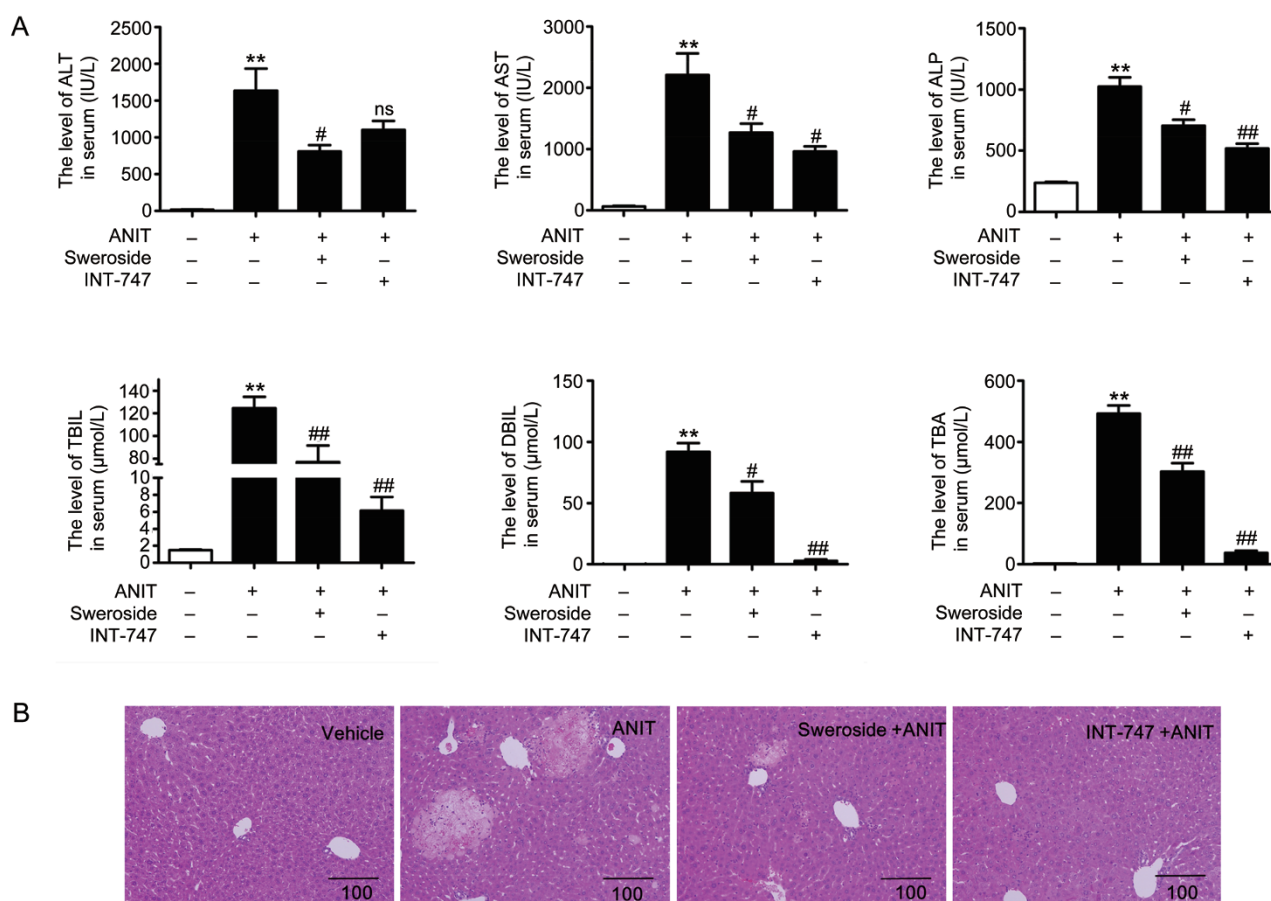 A
The level of ALT
in serum (IU/L)
2500
2000
1500
1000
500
0
**
#
ns
ANIT – + + +
Sweroside – – + –
INT-747 – – – +
The level of AST
in serum (IU/L)
3000
2000
1000
0
**
#
#
ANIT – + + +
Sweroside – – + –
INT-747 – – – +
The level of ALP
in serum (IU/L)
1500
1000
500
0
**
#
##
ANIT – + + +
Sweroside – – + –
INT-747 – – – +
The level of TBIL
in serum (µmol/L)
140
120
100
80
60
10
8
6
4
2
0
**
##
##
ANIT – + + +
Sweroside – – + –
INT-747 – – – +
The level of DBIL
in serum (µmol/L)
150
100
50
0
**
#
##
ANIT – + + +
Sweroside – – + –
INT-747 – – – +
The level of TBA
in serum (µmol/L)
600
400
200
0
**
##
##
ANIT – + + +
Sweroside – – + –
INT-747 – – – +
B
Vehicle
100
ANIT
100
Sweroside +ANIT
100
INT-747 +ANIT
100